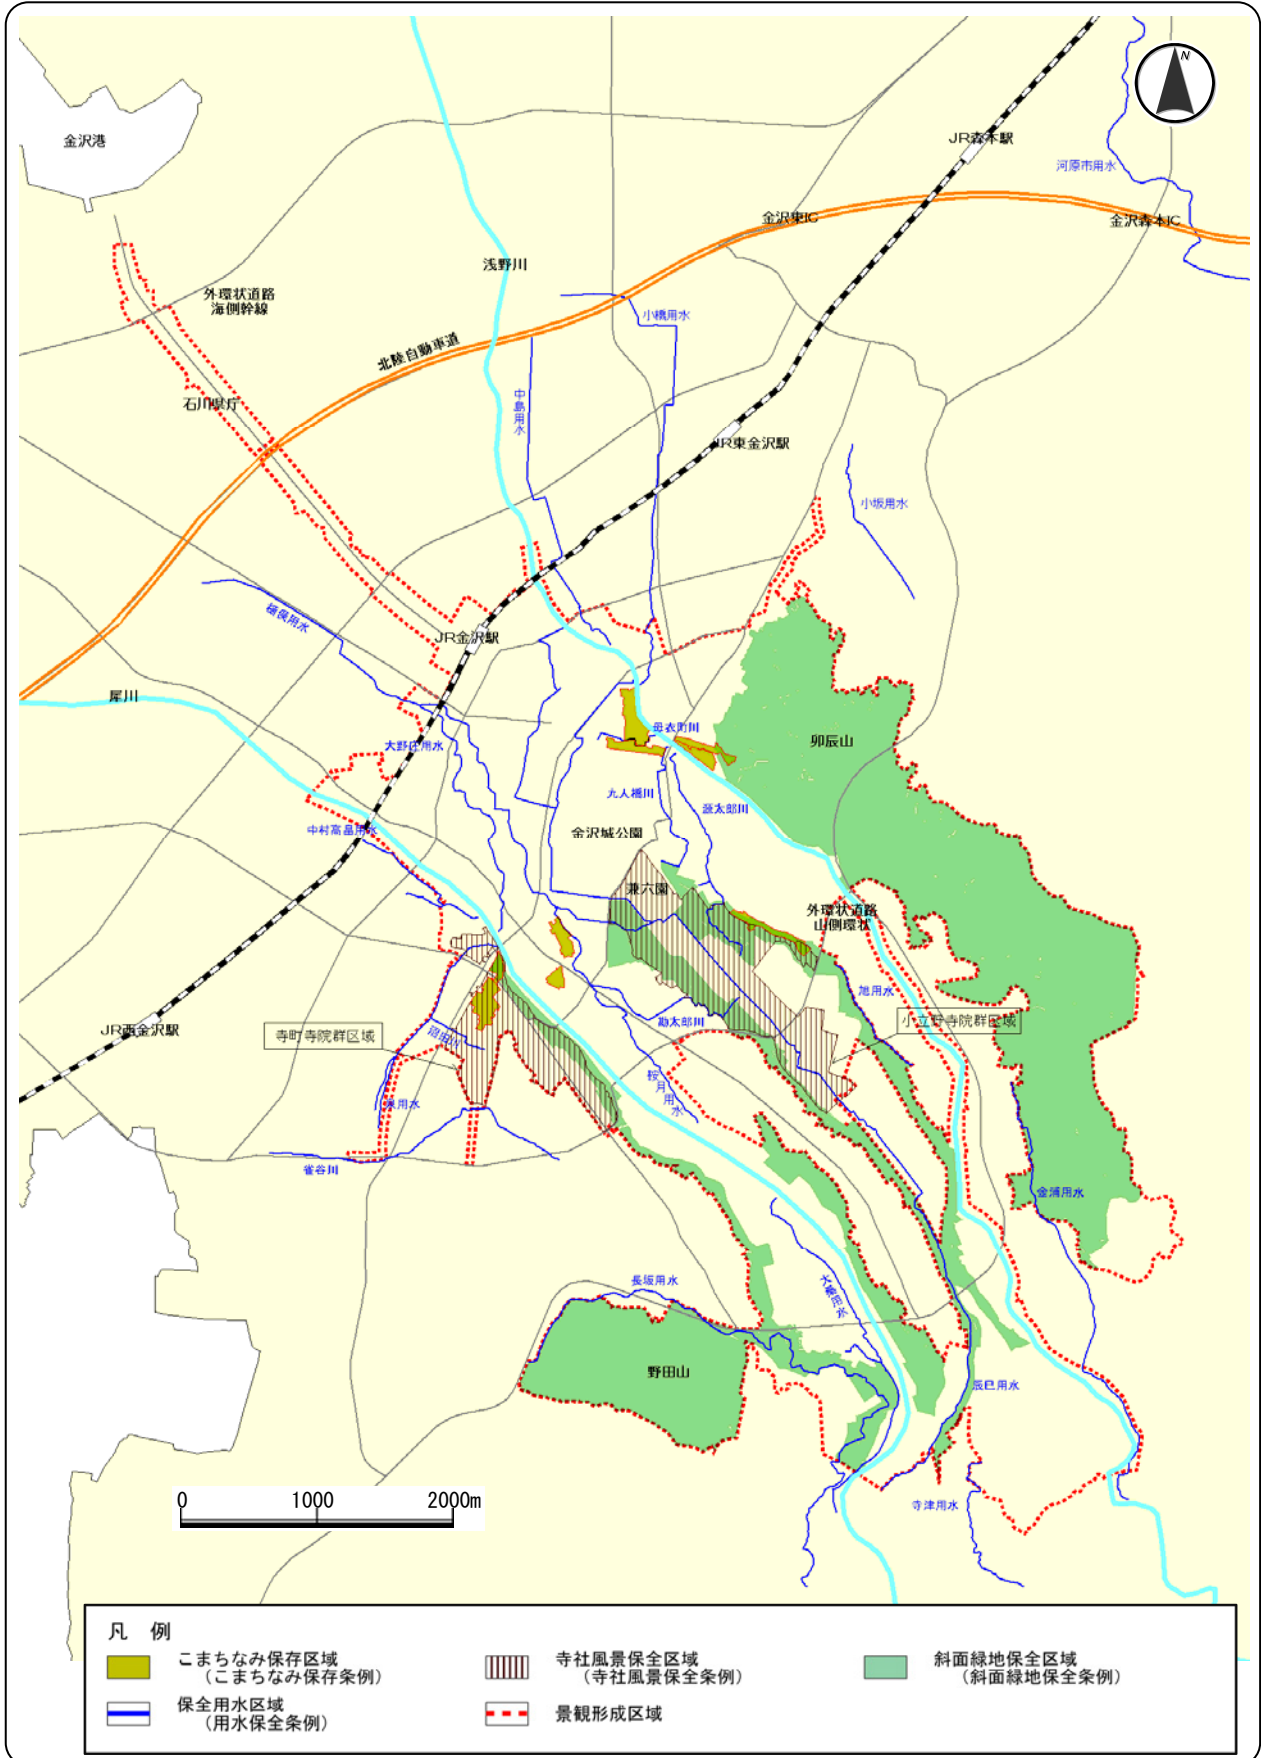 N
金沢港
JR森本駅
河原市用水
金沢東IC
金沢森本IC
浅野川
外環状道路
海側幹線
小橋用水
北陸自動車道
石川県庁
中島用水
JR東金沢駅
小坂用水
樋俣用水
JR金沢駅
犀川
母衣町川
卯辰山
大野庄用水
九人橋川
源太郎川
中村高畠用水
金沢城公園
兼六園
外環状道路
山側環状
旭用水
小立野寺院群区域
勘太郎川
JR西金沢駅
寺町寺院群区域
沼田川
鞍月用水
泉用水
雀谷川
金浦用水
長坂用水
大桑用水
野田山
辰巳用水
寺津用水
0 1000 2000m
凡 例
こまちなみ保存区域
(こまちなみ保存条例)
寺社風景保全区域
(寺社風景保全条例)
斜面緑地保全区域
(斜面緑地保全条例)
保全用水区域
(用水保全条例)
景観形成区域